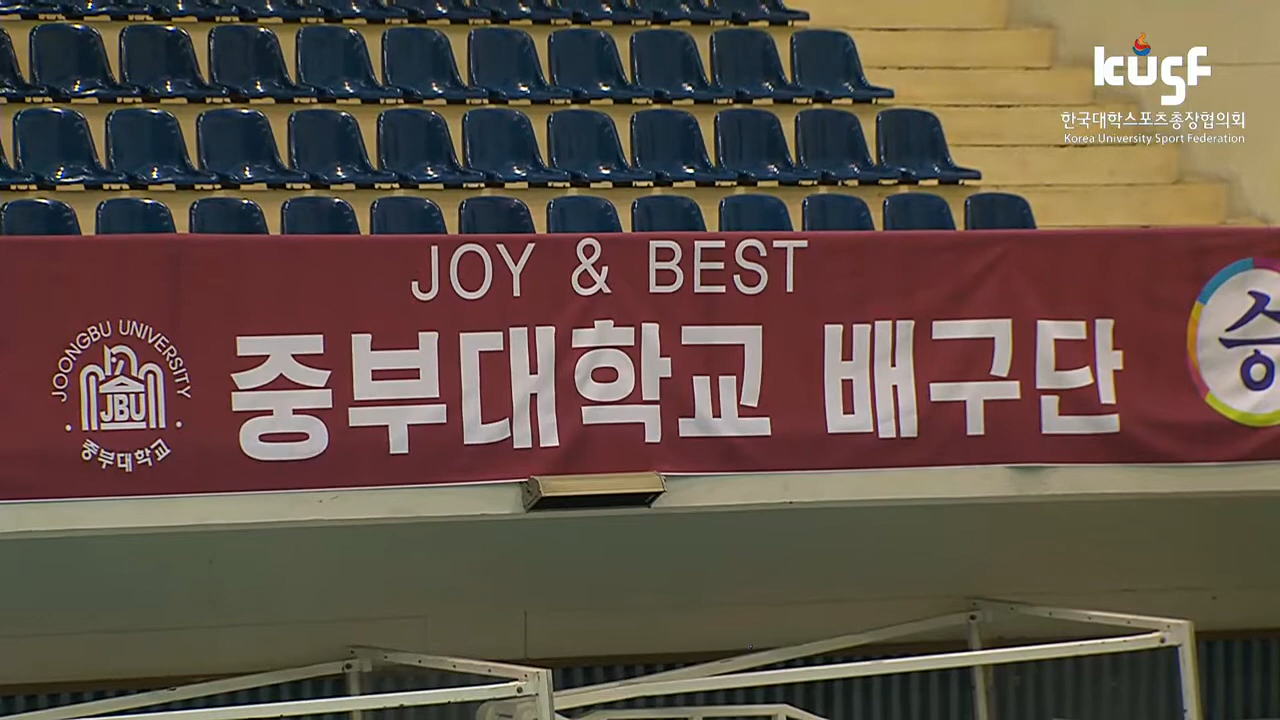 kusf
한국대학스포츠총장협의회
Korea University Sport Federation
JOY & BEST
JOONGBU UNIVERSITY
JBU
중부대학교
중부대학교 배구단
승